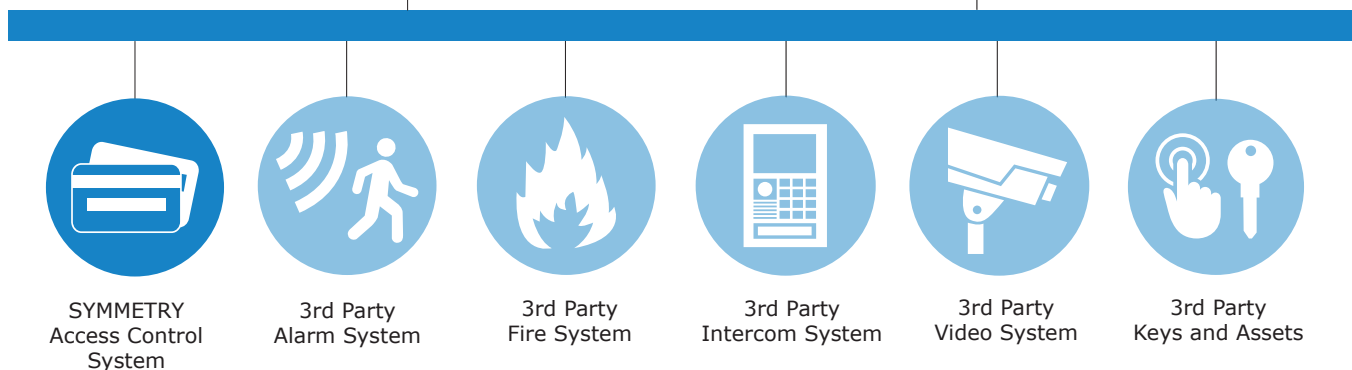 SYMMETRY
Access Control
System
3rd Party
Alarm System
3rd Party
Fire System
3rd Party
Intercom System
3rd Party
Video System
3rd Party
Keys and Assets